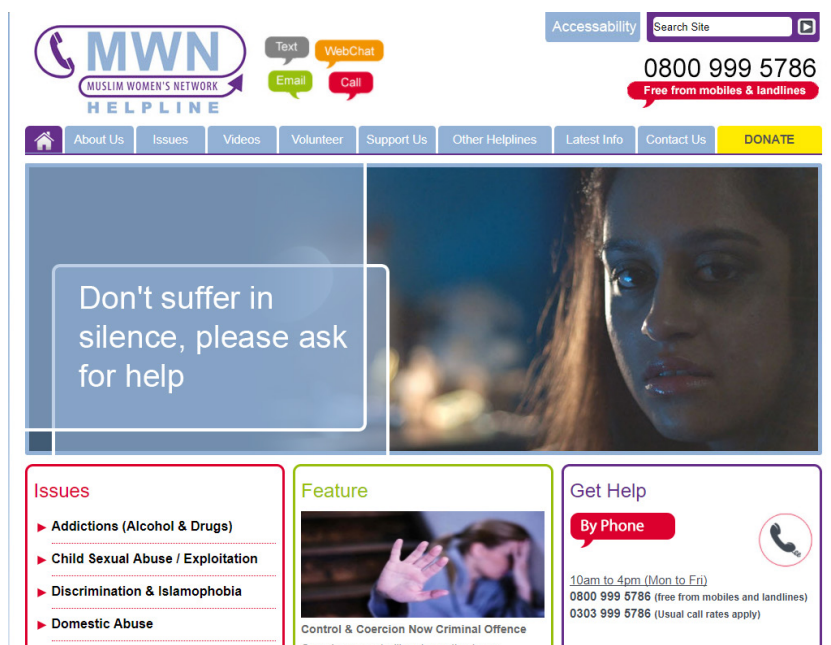 MWN
MUSLIM WOMEN'S NETWORK
HELPLINE
Text
WebChat
Email
Call
Accessability
Search Site
0800 999 5786
Free from mobiles & landlines
About Us
Issues
Videos
Volunteer
Support Us
Other Helplines
Latest Info
Contact Us
DONATE
Don't suffer in
silence, please ask
for help
Issues
Addictions (Alcohol & Drugs)
Child Sexual Abuse / Exploitation
Discrimination & Islamophobia
Domestic Abuse
Feature
Control & Coercion Now Criminal Offence
Get Help
By Phone
10am to 4pm (Mon to Fri)
0800 999 5786 (free from mobiles and landlines)
0303 999 5786 (Usual call rates apply)